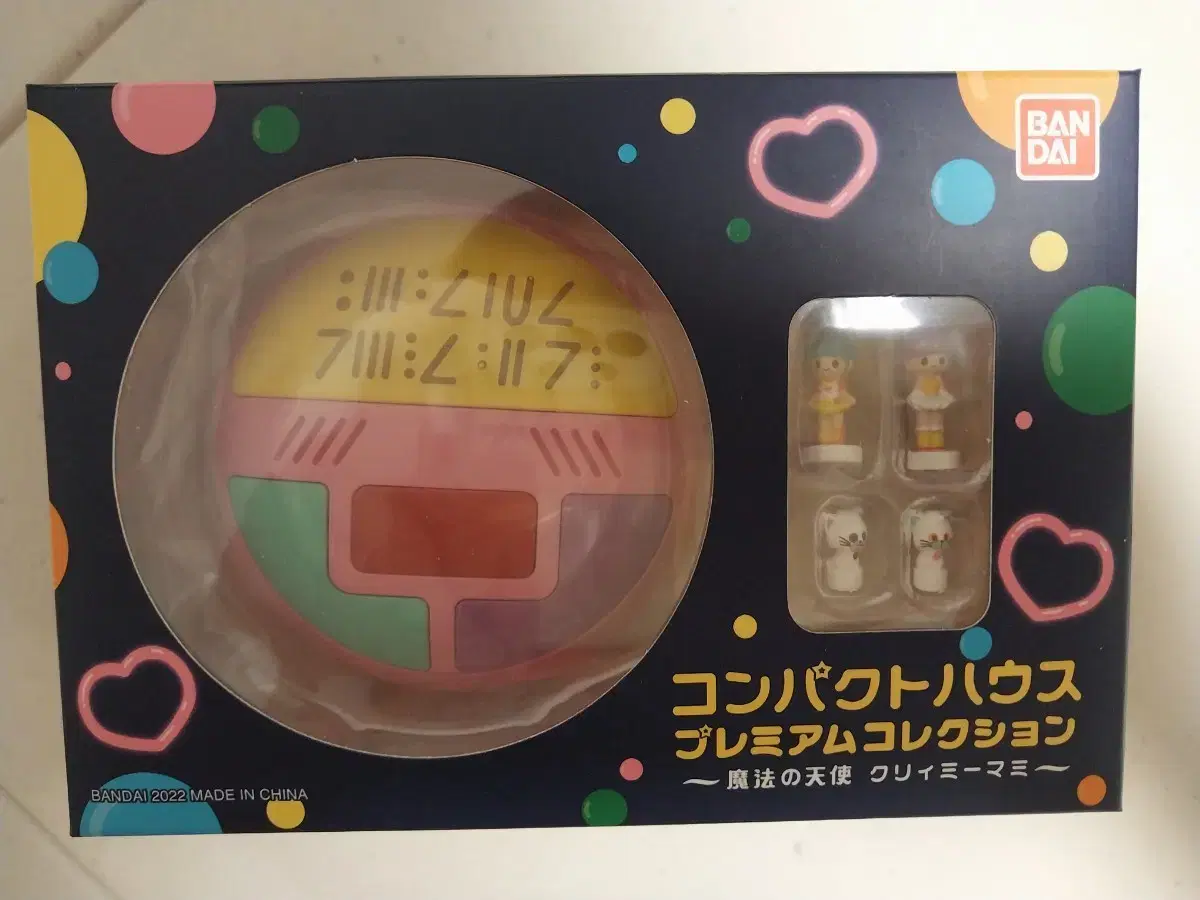 BAN
DAI
コンパクトハウス
プレミアムコレクション
～魔法の天使 クリィミーマミ～
BANDAI 2022 MADE IN CHINA